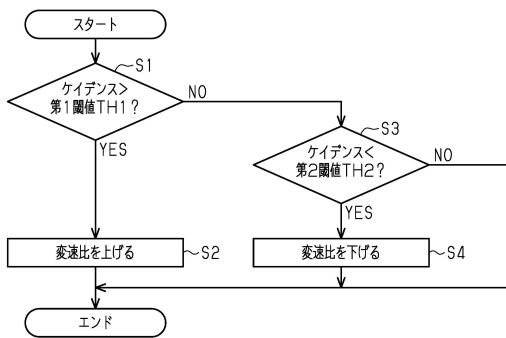 スタート
S1
ケイデンス>
第1閾値TH1?
NO
YES
S3
ケイデンス<
第2閾値TH2?
NO
YES
変速比を上げる
S2
変速比を下げる
S4
エンド